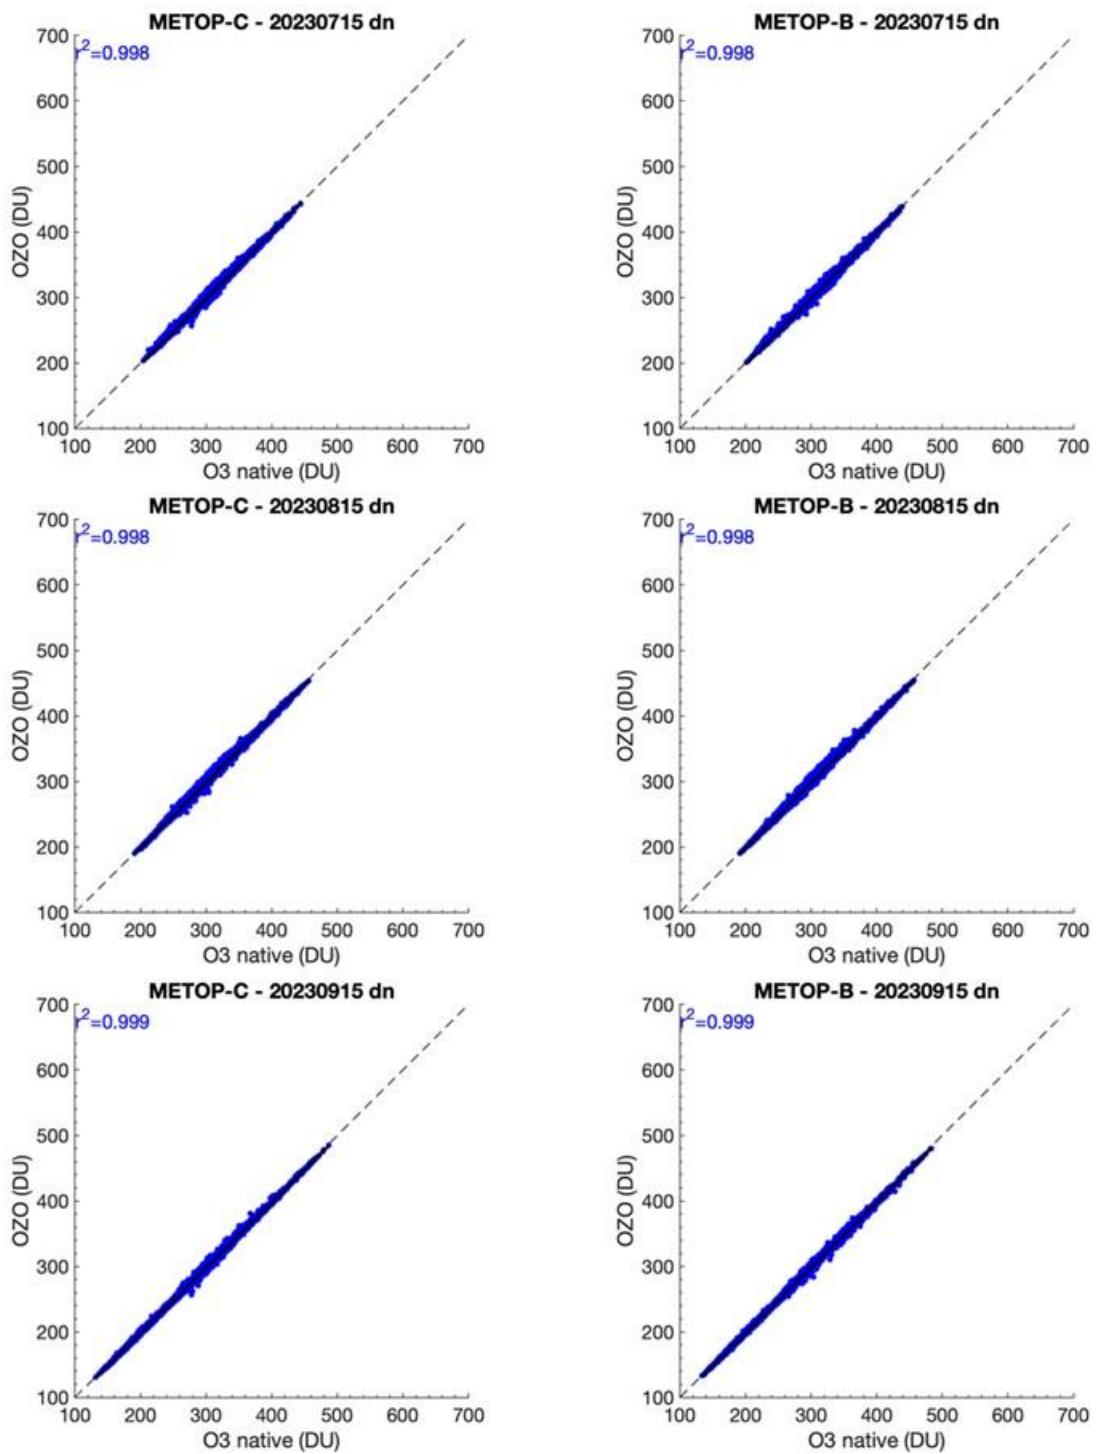 METOP-C - 20230715 dn
r²=0.998
700
600
500
400
300
200
100
OZO (DU)
100 200 300 400 500 600 700
O3 native (DU)
METOP-B - 20230715 dn
r²=0.998
700
600
500
400
300
200
100
OZO (DU)
100 200 300 400 500 600 700
O3 native (DU)
METOP-C - 20230815 dn
r²=0.998
700
600
500
400
300
200
100
OZO (DU)
100 200 300 400 500 600 700
O3 native (DU)
METOP-B - 20230815 dn
r²=0.998
700
600
500
400
300
200
100
OZO (DU)
100 200 300 400 500 600 700
O3 native (DU)
METOP-C - 20230915 dn
r²=0.999
700
600
500
400
300
200
100
OZO (DU)
100 200 300 400 500 600 700
O3 native (DU)
METOP-B - 20230915 dn
r²=0.999
700
600
500
400
300
200
100
OZO (DU)
100 200 300 400 500 600 700
O3 native (DU)